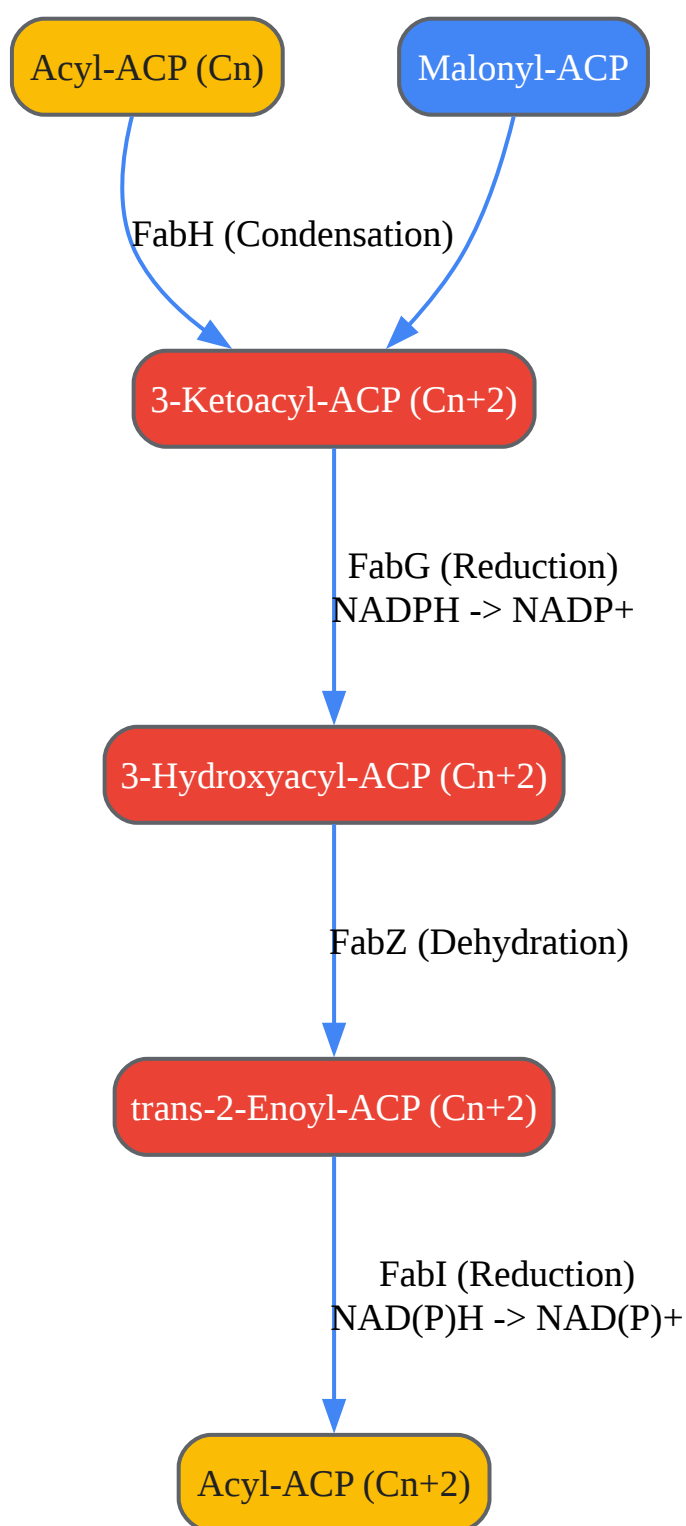 Acyl-ACP (Cn)
Malonyl-ACP
FabH (Condensation)
3-Ketoacyl-ACP (Cn+2)
FabG (Reduction)
NADPH -> NADP+
3-Hydroxyacyl-ACP (Cn+2)
FabZ (Dehydration)
trans-2-Enoyl-ACP (Cn+2)
FabI (Reduction)
NAD(P)H -> NAD(P)+
Acyl-ACP (Cn+2)